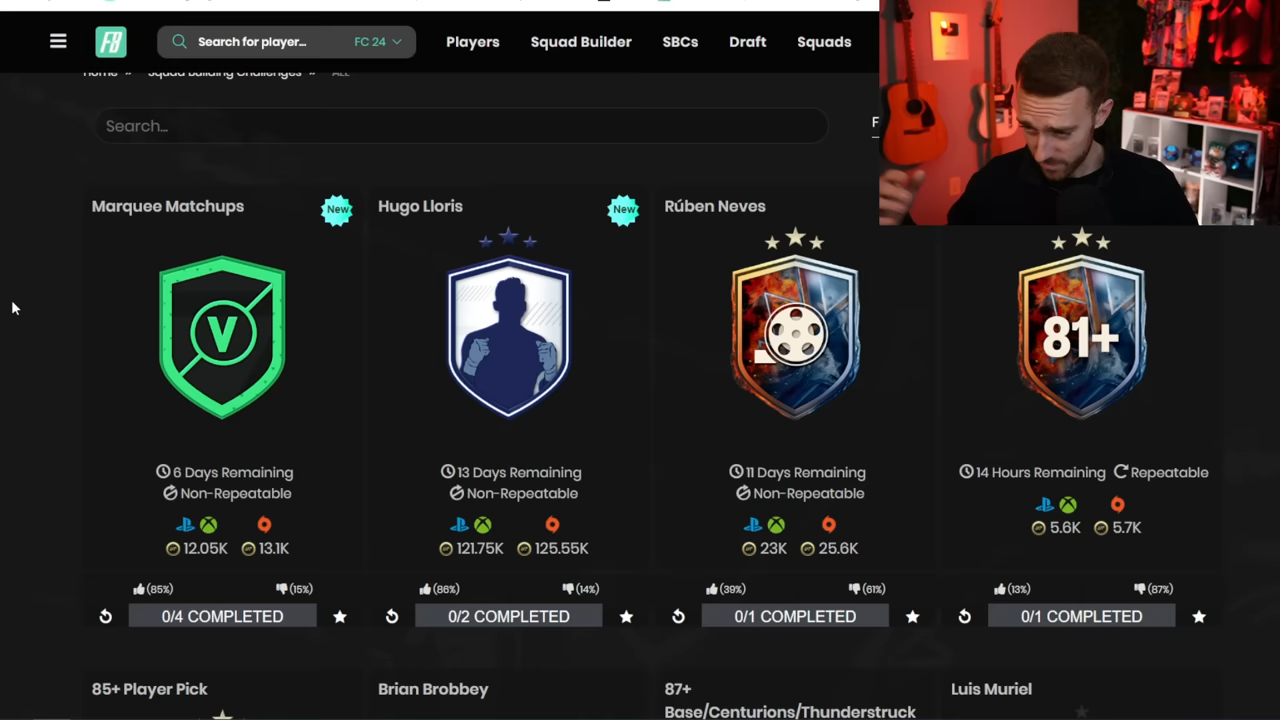 FB
Search for player...
FC 24
Players
Squad Builder
SBCs
Draft
Squads
Home » Squad Building Challenges » ALL
Search...
F
Marquee Matchups
New
Hugo Lloris
New
Rúben Neves
V
81+
6 Days Remaining
Non-Repeatable
12.05K
13.1K
13 Days Remaining
Non-Repeatable
121.75K
125.55K
11 Days Remaining
Non-Repeatable
23K
25.6K
14 Hours Remaining
Repeatable
5.6K
5.7K
(85%)
(15%)
0/4 COMPLETED
(86%)
(14%)
0/2 COMPLETED
(39%)
(61%)
0/1 COMPLETED
(13%)
(87%)
0/1 COMPLETED
85+ Player Pick
Brian Brobbey
87+
Base/Centurions/Thunderstruck
Luis Muriel